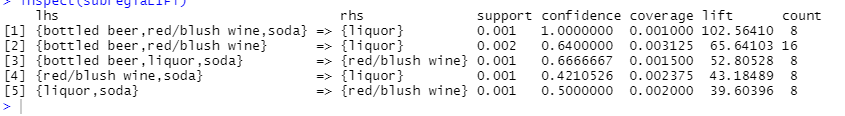 > inspect(subreglaLIFT)
lhs rhs support confidence coverage lift count
[1] {bottled beer,red/blush wine,soda} => {liquor} 0.001 1.0000000 0.001000 102.56410 8
[2] {bottled beer,red/blush wine} => {liquor} 0.002 0.6400000 0.003125 65.64103 16
[3] {bottled beer,liquor,soda} => {red/blush wine} 0.001 0.6666667 0.001500 52.80528 8
[4] {red/blush wine,soda} => {liquor} 0.001 0.4210526 0.002375 43.18489 8
[5] {liquor,soda} => {red/blush wine} 0.001 0.5000000 0.002000 39.60396 8
>